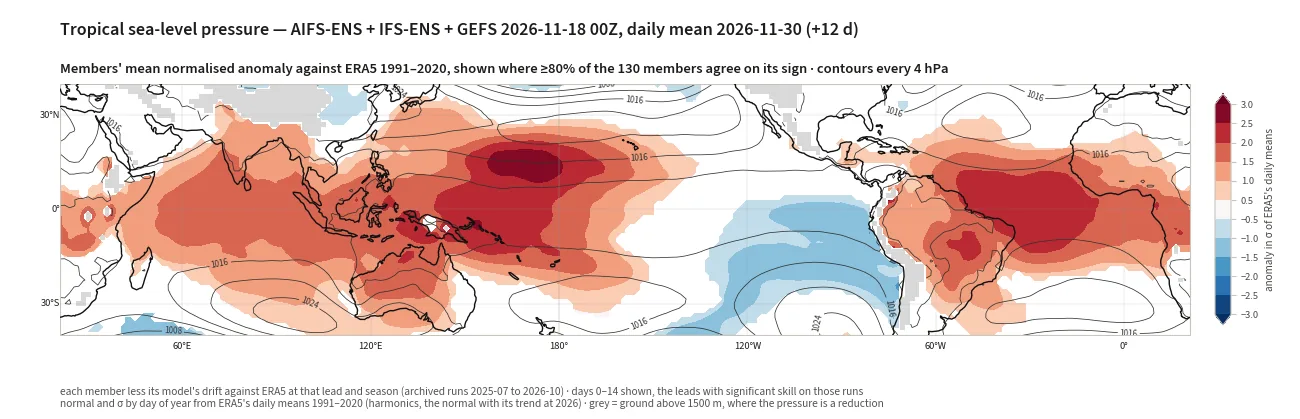 Tropical sea-level pressure — AIFS-ENS + IFS-ENS + GEFS 2026-11-18 00Z, daily mean 2026-11-30 (+12 d)
Members' mean normalised anomaly against ERA5 1991–2020, shown where ≥80% of the 130 members agree on its sign · contours every 4 hPa
30°N
0°
30°S
60°E
120°E
180°
120°W
60°W
0°
1016
1024
1016
1016
1016
1016
1016
1016
1024
1016
1008
1016
1024
1016
1016
3.0
2.5
2.0
1.5
1.0
0.5
−0.5
−1.0
−1.5
−2.0
−2.5
−3.0
anomaly in σ of ERA5's daily means
each member less its model's drift against ERA5 at that lead and season (archived runs 2025-07 to 2026-10) · days 0–14 shown, the leads with significant skill on those runs
normal and σ by day of year from ERA5's daily means 1991–2020 (harmonics, the normal with its trend at 2026) · grey = ground above 1500 m, where the pressure is a reduction